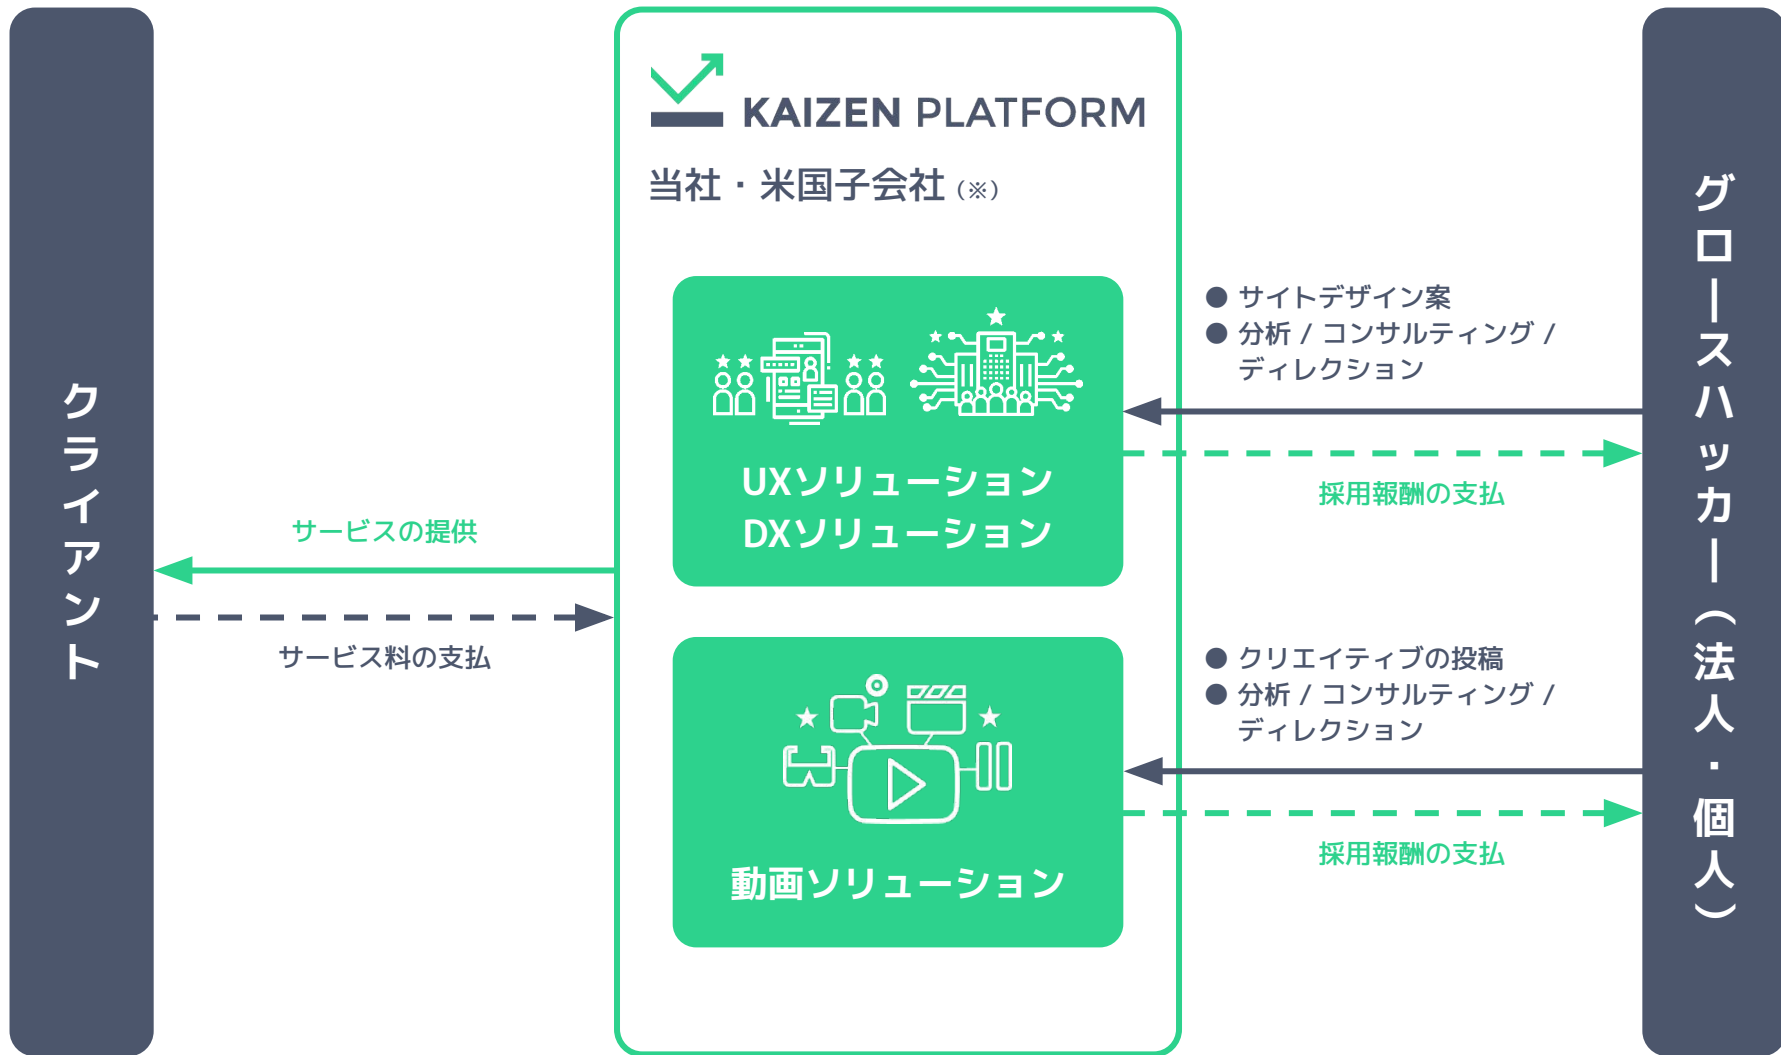 クライアント
サービスの提供
サービス料の支払
KAIZEN PLATFORM
当社・米国子会社（※）
UXソリューション
DXソリューション
動画ソリューション
● サイトデザイン案
● 分析 / コンサルティング /
ディレクション
採用報酬の支払
● クリエイティブの投稿
● 分析 / コンサルティング /
ディレクション
採用報酬の支払
グロースハッカー（法人・個人）